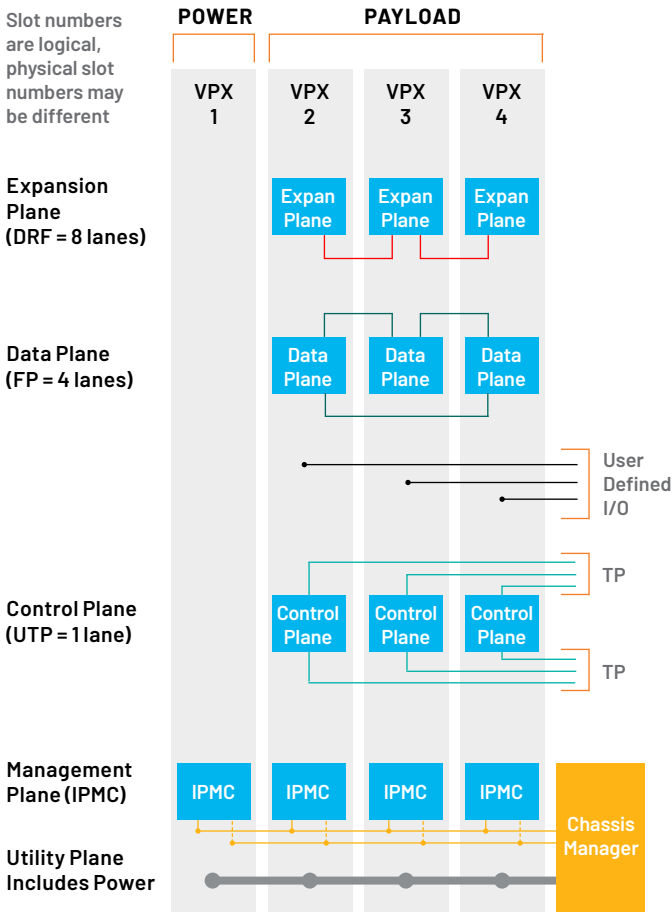 Slot numbers
are logical,
physical slot
numbers may
be different
POWER
PAYLOAD
VPX
1
VPX
2
VPX
3
VPX
4
Expansion
Plane
(DRF = 8 lanes)
Expan
Plane
Expan
Plane
Expan
Plane
Data Plane
(FP = 4 lanes)
Data
Plane
Data
Plane
Data
Plane
User
Defined
I/O
TP
Control Plane
(UTP = 1 lane)
Control
Plane
Control
Plane
Control
Plane
TP
Management
Plane (IPMC)
IPMC
IPMC
IPMC
IPMC
Chassis
Manager
Utility Plane
Includes Power